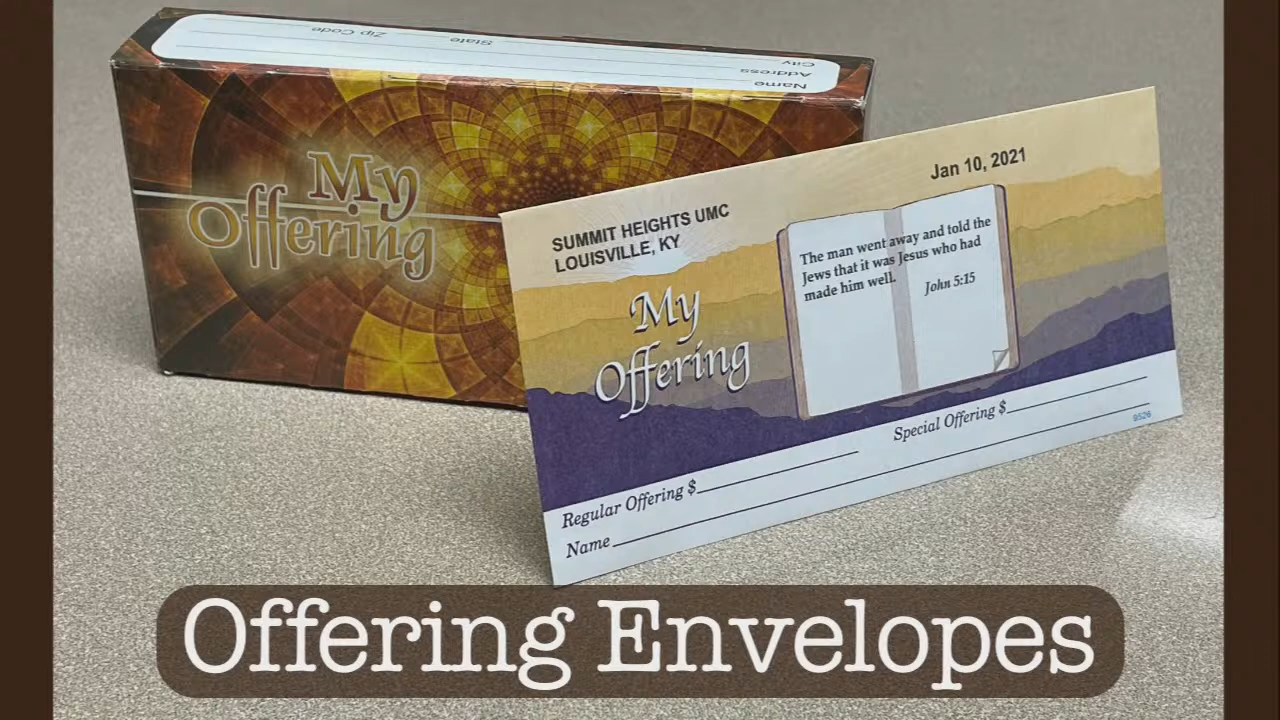 Zip Code
State
City
Address
Name
My
Offering
SUMMIT HEIGHTS UMC
LOUISVILLE, KY
Jan 10, 2021
My
Offering
The man went away and told the
Jews that it was Jesus who had
made him well.
John 5:15
Regular Offering $
Special Offering $
Name
9526
Offering Envelopes